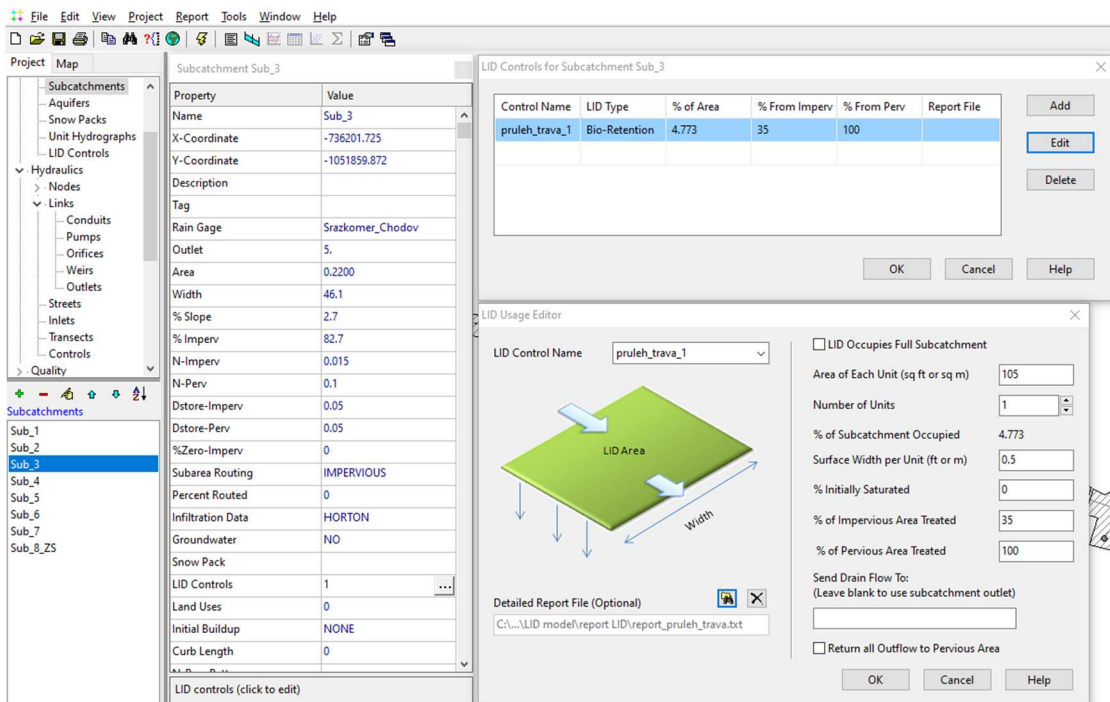 File Edit View Project Report Tools Window Help
Project Map
Subcatchments
Aquifers
Snow Packs
Unit Hydrographs
LID Controls
Hydraulics
Nodes
Links
Conduits
Pumps
Orifices
Weirs
Outlets
Streets
Inlets
Transects
Controls
Quality
Subcatchments
Sub_1
Sub_2
Sub_3
Sub_4
Sub_5
Sub_6
Sub_7
Sub_8_ZS
Subcatchment Sub_3
Property Value
Name Sub_3
X-Coordinate -736201.725
Y-Coordinate -1051859.872
Description
Tag
Rain Gage Srazkomer_Chodov
Outlet 5.
Area 0.2200
Width 46.1
% Slope 2.7
% Imperv 82.7
N-Imperv 0.015
N-Perv 0.1
Dstore-Imperv 0.05
Dstore-Perv 0.05
%Zero-Imperv 0
Subarea Routing IMPERVIOUS
Percent Routed 0
Infiltration Data HORTON
Groundwater NO
Snow Pack
LID Controls 1 ...
Land Uses 0
Initial Buildup NONE
Curb Length 0
LID controls (click to edit)
LID Controls for Subcatchment Sub_3
Control Name LID Type % of Area % From Imperv % From Perv Report File
pruleh_trava_1 Bio-Retention 4.773 35 100
Add
Edit
Delete
OK Cancel Help
LID Usage Editor
LID Control Name pruleh_trava_1
LID Area
Width
Detailed Report File (Optional)
C:\...\LID model\report LID\report_pruleh_trava.txt
LID Occupies Full Subcatchment
Area of Each Unit (sq ft or sq m) 105
Number of Units 1
% of Subcatchment Occupied 4.773
Surface Width per Unit (ft or m) 0.5
% Initially Saturated 0
% of Impervious Area Treated 35
% of Pervious Area Treated 100
Send Drain Flow To:
(Leave blank to use subcatchment outlet)
Return all Outflow to Pervious Area
OK Cancel Help